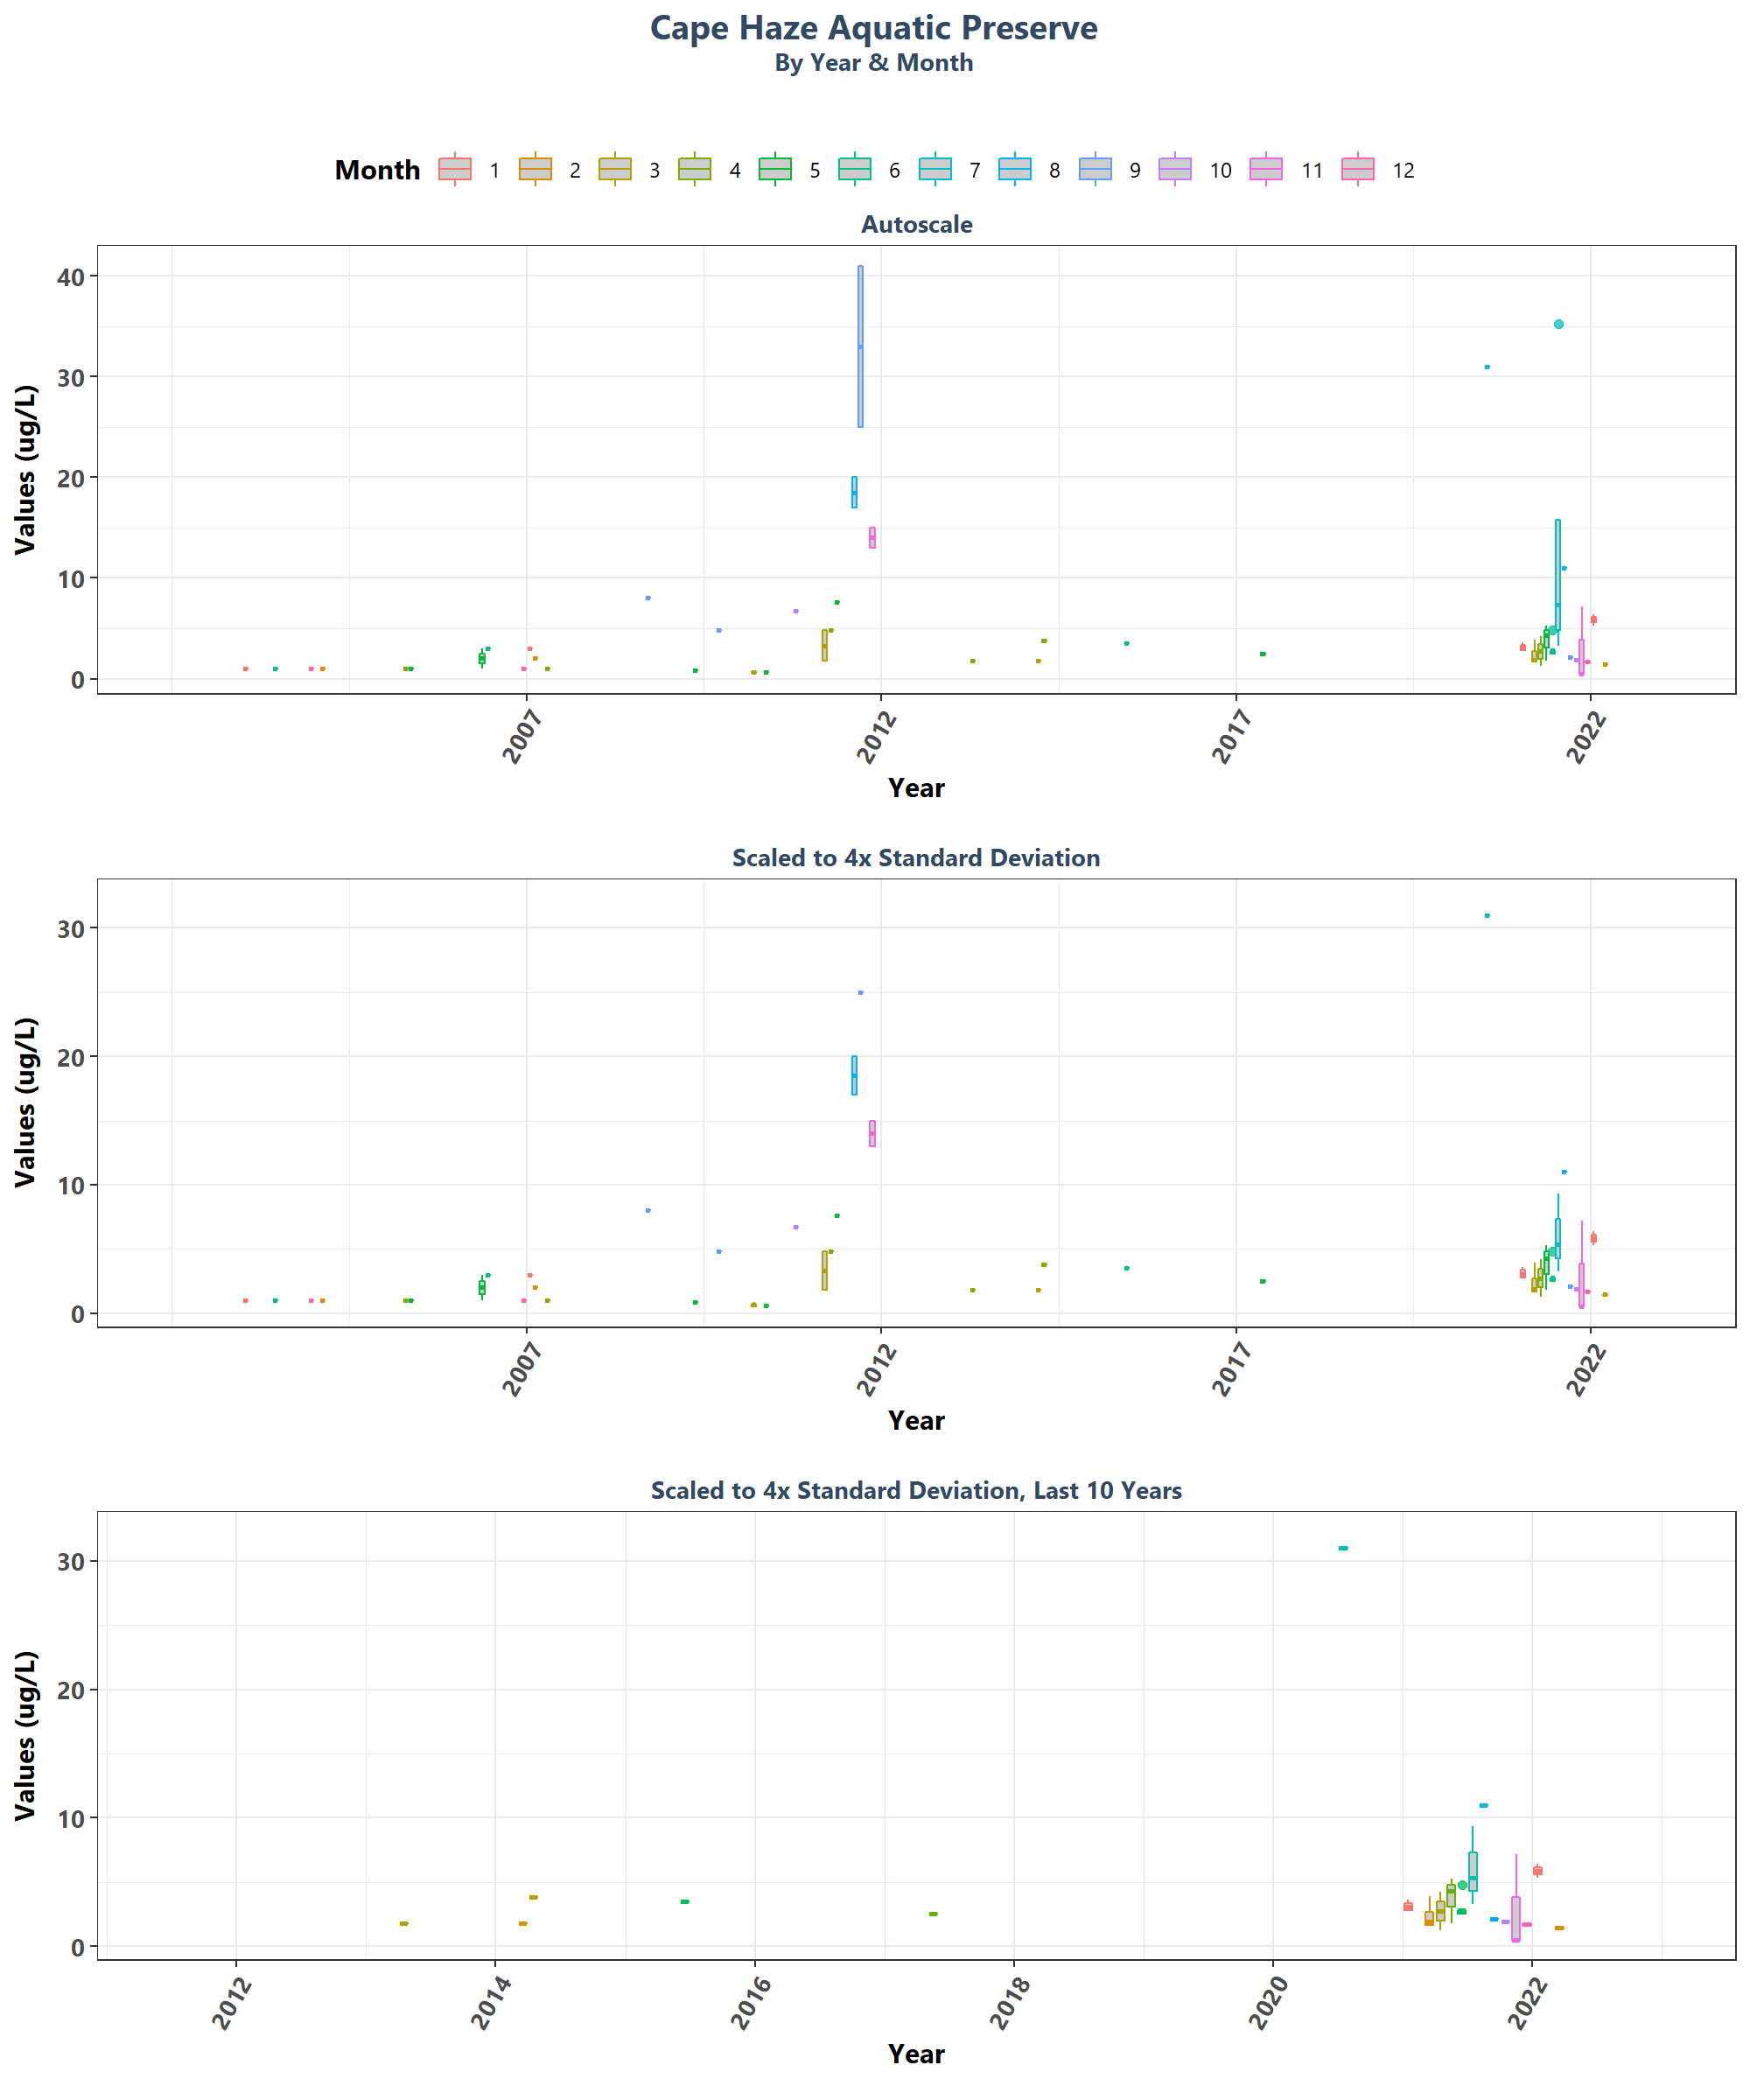 Cape Haze Aquatic Preserve
By Year & Month
Month 1 2 3 4 5 6 7 8 9 10 11 12
Autoscale
Values (ug/L)
40
30
20
10
0
2007 2012 2017 2022
Year
Scaled to 4x Standard Deviation
Values (ug/L)
30
20
10
0
2007 2012 2017 2022
Year
Scaled to 4x Standard Deviation, Last 10 Years
Values (ug/L)
30
20
10
0
2012 2014 2016 2018 2020 2022
Year